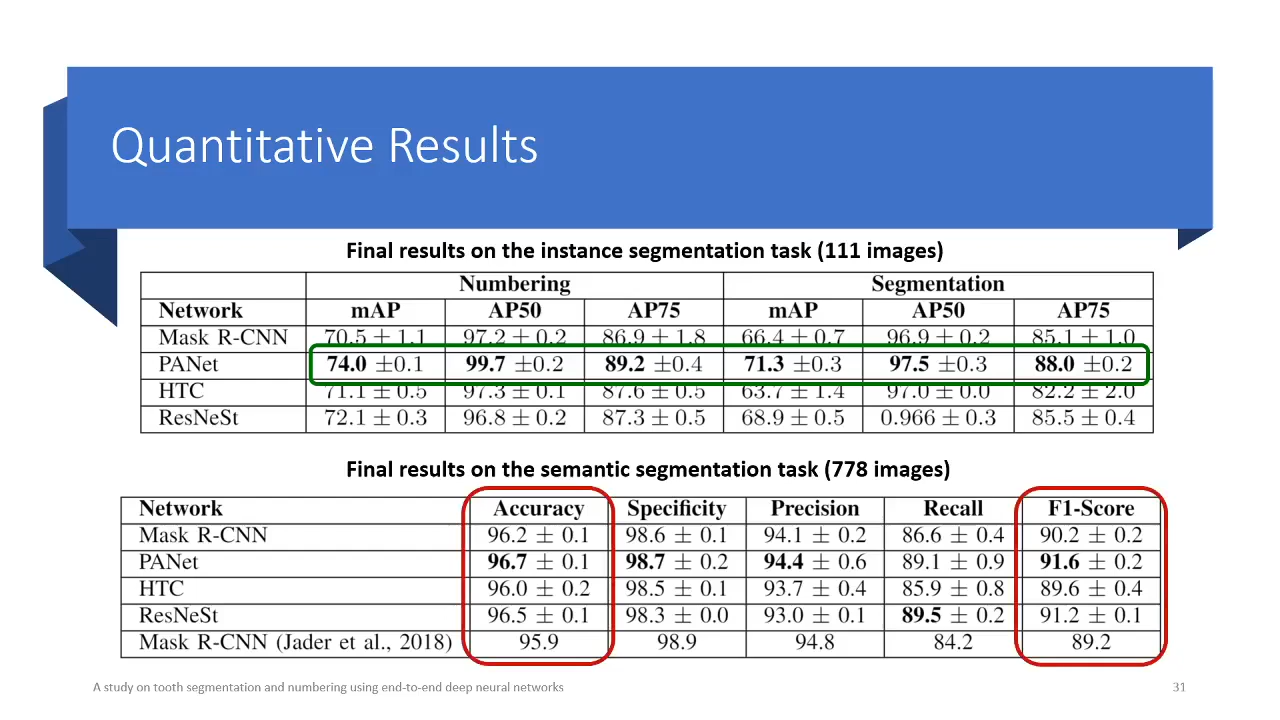 Quantitative Results
Final results on the instance segmentation task (111 images)
Numbering Segmentation
Network mAP AP50 AP75 mAP AP50 AP75
Mask R-CNN 70.5 ± 1.1 97.2 ± 0.2 86.9 ± 1.8 66.4 ± 0.7 96.9 ± 0.2 85.1 ± 1.0
PANet 74.0 ±0.1 99.7 ±0.2 89.2 ±0.4 71.3 ±0.3 97.5 ±0.3 88.0 ±0.2
HTC 71.1 ± 0.5 97.3 ± 0.1 87.6 ± 0.5 63.7 ± 1.4 97.0 ± 0.0 82.2 ± 2.0
ResNeSt 72.1 ± 0.3 96.8 ± 0.2 87.3 ± 0.5 68.9 ± 0.5 0.966 ± 0.3 85.5 ± 0.4
Final results on the semantic segmentation task (778 images)
Network Accuracy Specificity Precision Recall F1-Score
Mask R-CNN 96.2 ± 0.1 98.6 ± 0.1 94.1 ± 0.2 86.6 ± 0.4 90.2 ± 0.2
PANet 96.7 ± 0.1 98.7 ± 0.2 94.4 ± 0.6 89.1 ± 0.9 91.6 ± 0.2
HTC 96.0 ± 0.2 98.5 ± 0.1 93.7 ± 0.4 85.9 ± 0.8 89.6 ± 0.4
ResNeSt 96.5 ± 0.1 98.3 ± 0.0 93.0 ± 0.1 89.5 ± 0.2 91.2 ± 0.1
Mask R-CNN (Jader et al., 2018) 95.9 98.9 94.8 84.2 89.2
A study on tooth segmentation and numbering using end-to-end deep neural networks 31